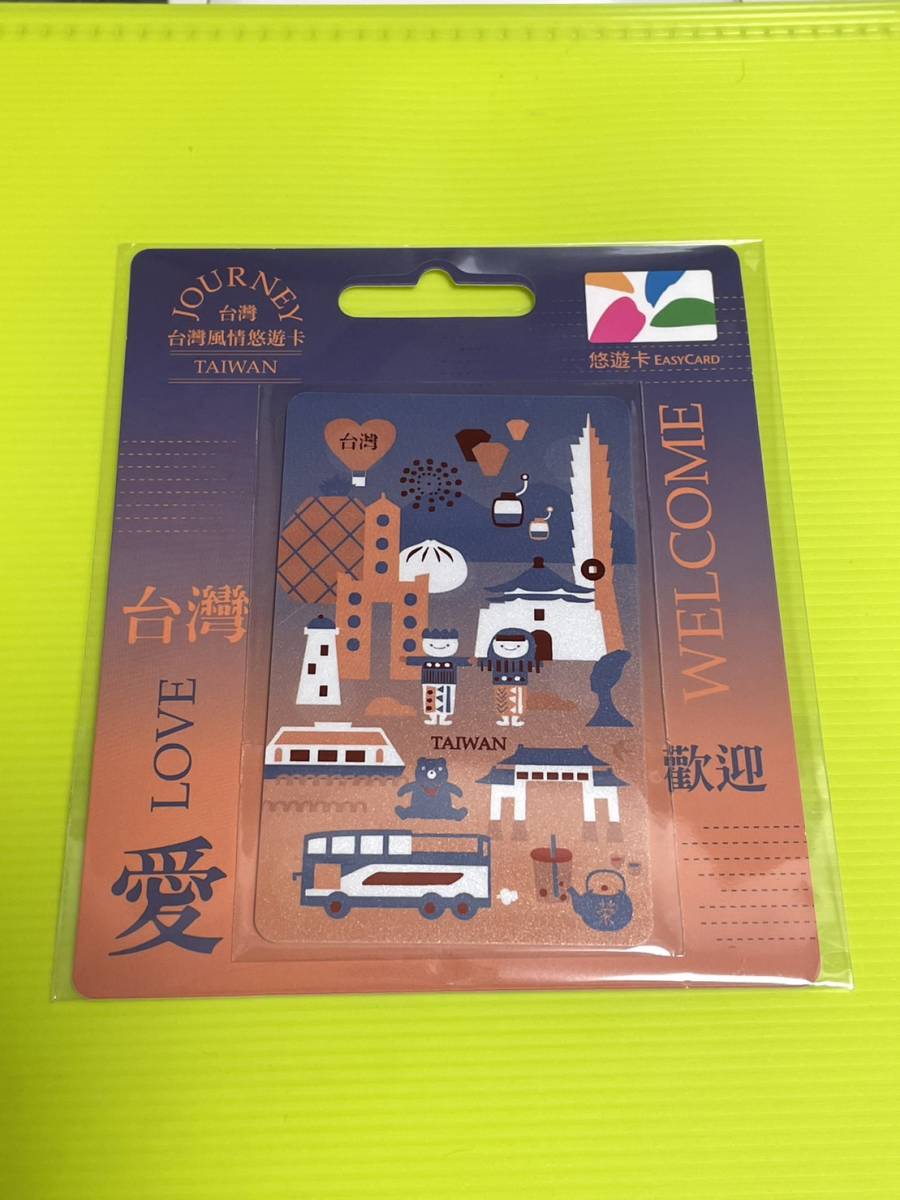 JOURNEY
台灣
台灣風情悠遊卡
TAIWAN
悠遊卡 EASYCARD
台灣
TAIWAN
茶
台灣
LOVE
愛
WELCOME
歡迎